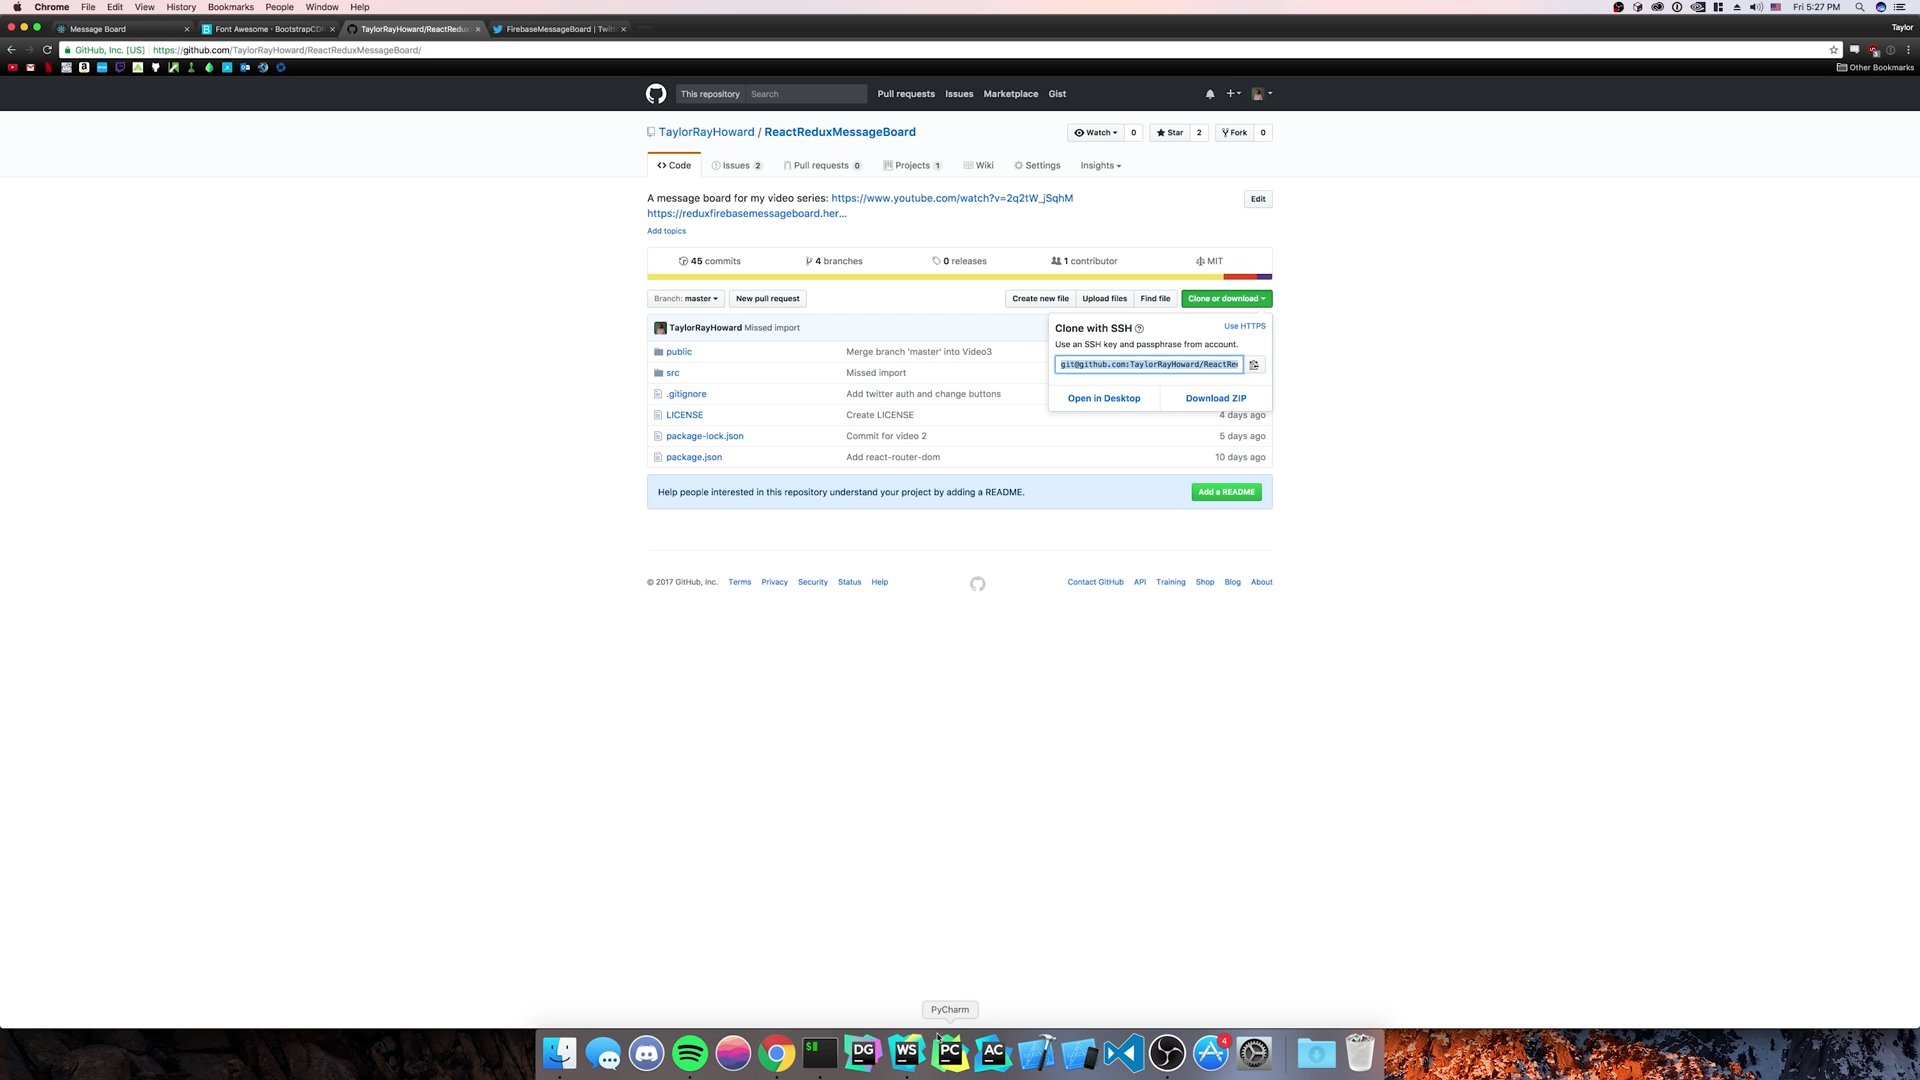 Chrome File Edit View History Bookmarks People Window Help Fri 5:27 PM
Message Board Font Awesome · BootstrapCD TaylorRayHoward/ReactRedux FirebaseMessageBoard | Twitt Taylor
GitHub, Inc. [US] https://github.com/TaylorRayHoward/ReactReduxMessageBoard/
Other Bookmarks
This repository Search Pull requests Issues Marketplace Gist
TaylorRayHoward / ReactReduxMessageBoard Watch 0 Star 2 Fork 0
Code Issues 2 Pull requests 0 Projects 1 Wiki Settings Insights
A message board for my video series: https://www.youtube.com/watch?v=2q2tW_jSqhM Edit
https://reduxfirebasemessageboard.her...
Add topics
45 commits 4 branches 0 releases 1 contributor MIT
Branch: master New pull request Create new file Upload files Find file Clone or download
TaylorRayHoward Missed import Clone with SSH Use HTTPS
Use an SSH key and passphrase from account.
public Merge branch 'master' into Video3
git@github.com:TaylorRayHoward/ReactRe
src Missed import
.gitignore Add twitter auth and change buttons Open in Desktop Download ZIP
LICENSE Create LICENSE 4 days ago
package-lock.json Commit for video 2 5 days ago
package.json Add react-router-dom 10 days ago
Help people interested in this repository understand your project by adding a README. Add a README
© 2017 GitHub, Inc. Terms Privacy Security Status Help Contact GitHub API Training Shop Blog About
PyCharm
$ DG WS PC AC 4